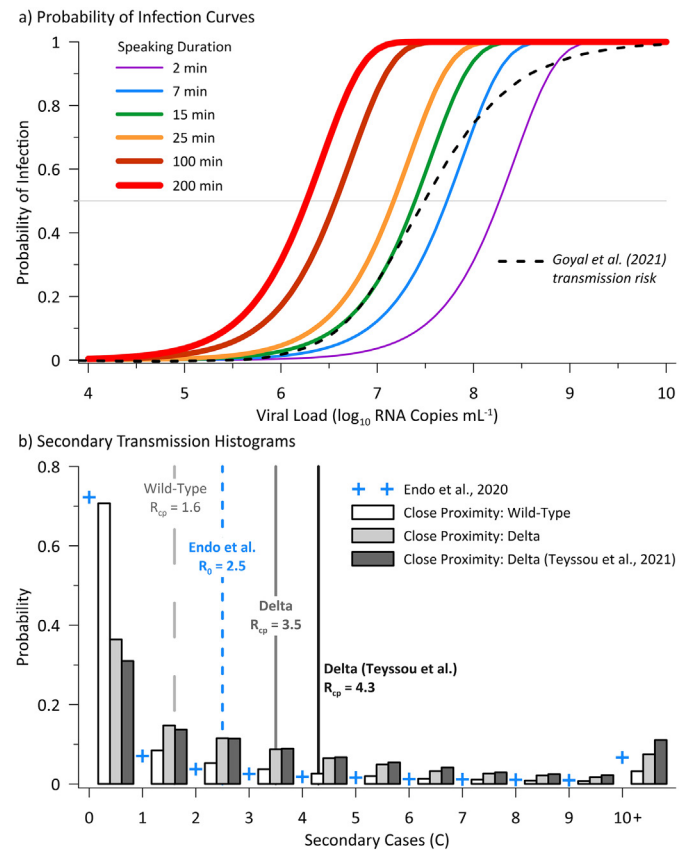 a) Probability of Infection Curves
Speaking Duration
2 min
7 min
15 min
25 min
100 min
200 min
Goyal et al. (2021)
transmission risk
Probability of Infection
1
0.8
0.6
0.4
0.2
0
4 5 6 7 8 9 10
Viral Load (log10 RNA Copies mL-1)
b) Secondary Transmission Histograms
Wild-Type
Rcp = 1.6
Endo et al.
R0 = 2.5
Delta
Rcp = 3.5
Delta (Teyssou et al.)
Rcp = 4.3
Endo et al., 2020
Close Proximity: Wild-Type
Close Proximity: Delta
Close Proximity: Delta (Teyssou et al., 2021)
Probability
0.8
0.6
0.4
0.2
0
0 1 2 3 4 5 6 7 8 9 10+
Secondary Cases (C)